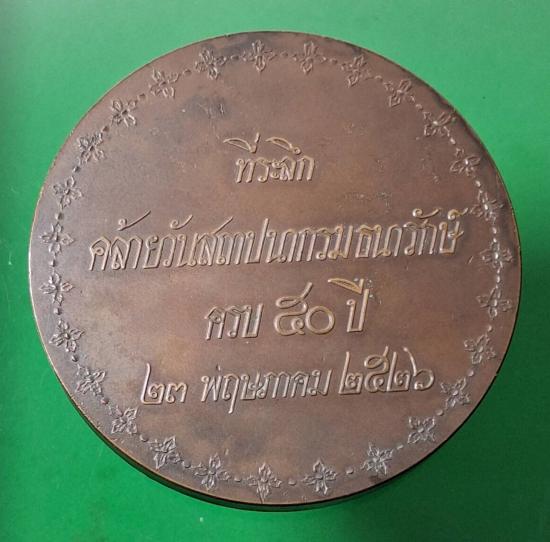 ที่ระลึก
คล้ายวันสถาปนากรมธนารักษ์
ครบ ๕๐ ปี
๒๓ พฤษภาคม ๒๕๒๖